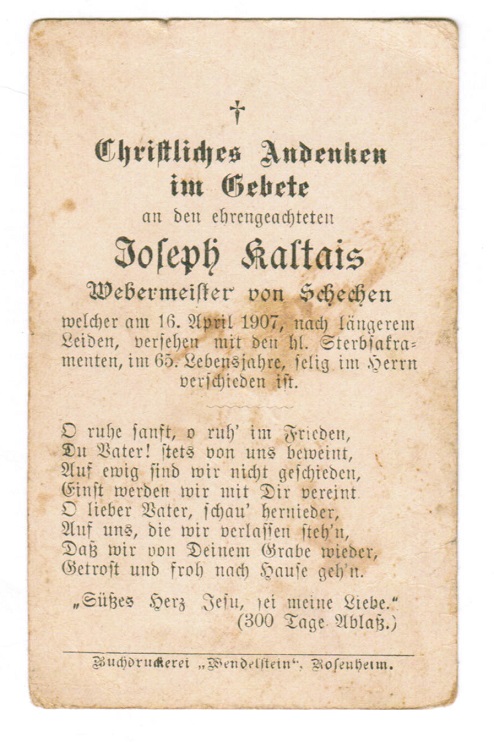 †
Christliches Andenken
im Gebete
an den ehrengeachteten
Joseph Kaltais
Webermeister von Schechen
welcher am 16. April 1907, nach längerem
Leiden, versehen mit den hl. Sterbsakra-
menten, im 65. Lebensjahre, selig im Herrn
verschieden ist.
O ruhe sanft, o ruh' im Frieden,
Du Vater! stets von uns beweint,
Auf ewig sind wir nicht geschieden,
Einst werden wir mit Dir vereint.
O lieber Vater, schau' hernieder,
Auf uns, die wir verlassen steh'n,
Daß wir von Deinem Grabe wieder,
Getrost und froh nach Hause geh'n.
„Süßes Herz Jesu, sei meine Liebe.“
(300 Tage Ablaß.)
Buchdruckerei „Wendelstein“, Rosenheim.